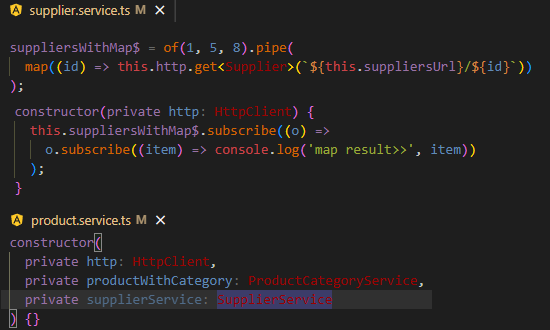 supplier.service.ts M
suppliersWithMap$ = of(1, 5, 8).pipe(
map((id) => this.http.get<Supplier>(`${this.suppliersUrl}/${id}`))
);
constructor(private http: HttpClient) {
this.suppliersWithMap$.subscribe((o) =>
o.subscribe((item) => console.log('map result>>', item))
);
}
product.service.ts M
constructor(
private http: HttpClient,
private productWithCategory: ProductCategoryService,
private supplierService: SupplierService
) {}